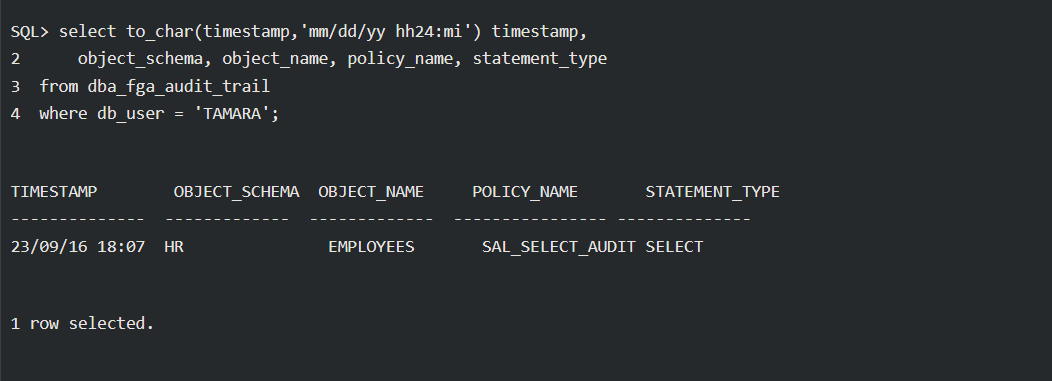 SQL> select to_char(timestamp,'mm/dd/yy hh24:mi') timestamp,
2      object_schema, object_name, policy_name, statement_type
3  from dba_fga_audit_trail
4  where db_user = 'TAMARA';
TIMESTAMP        OBJECT_SCHEMA  OBJECT_NAME     POLICY_NAME       STATEMENT_TYPE
--------------  -------------  -------------  ---------------- --------------
23/09/16 18:07  HR               EMPLOYEES       SAL_SELECT_AUDIT SELECT
1 row selected.